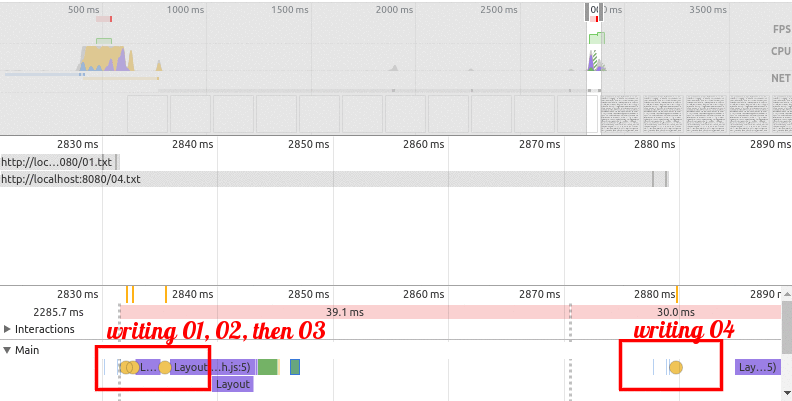 500 ms 1000 ms 1500 ms 2000 ms 2500 ms 00 0 ms 3500 ms
FPS
CPU
NET
2830 ms 2840 ms 2850 ms 2860 ms 2870 ms 2880 ms 2890 ms
http://loc...080/01.txt
http://localhost:8080/04.txt
2830 ms 2840 ms 2850 ms 2860 ms 2870 ms 2880 ms 2890 m
2285.7 ms 39.1 ms 30.0 ms
Interactions
writing 01, 02, then 03 writing 04
Main
L... Layout...h.js:5) Lay...5)
Layout